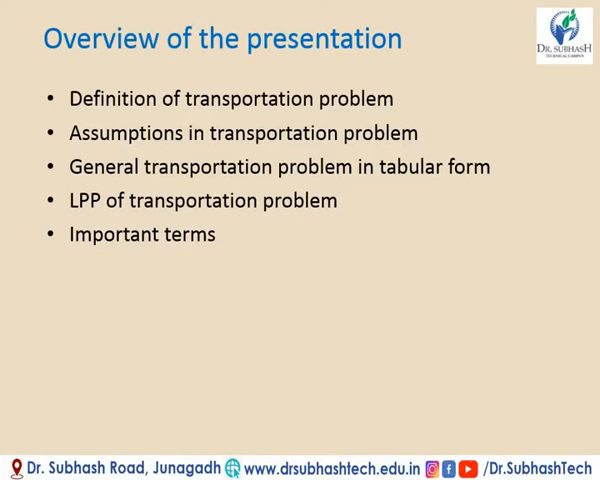 Overview of the presentation
DR. SUBHASH
TECHNICAL CAMPUS
• Definition of transportation problem
• Assumptions in transportation problem
• General transportation problem in tabular form
• LPP of transportation problem
• Important terms
Dr. Subhash Road, Junagadh www.drsubhashtech.edu.in /Dr.SubhashTech